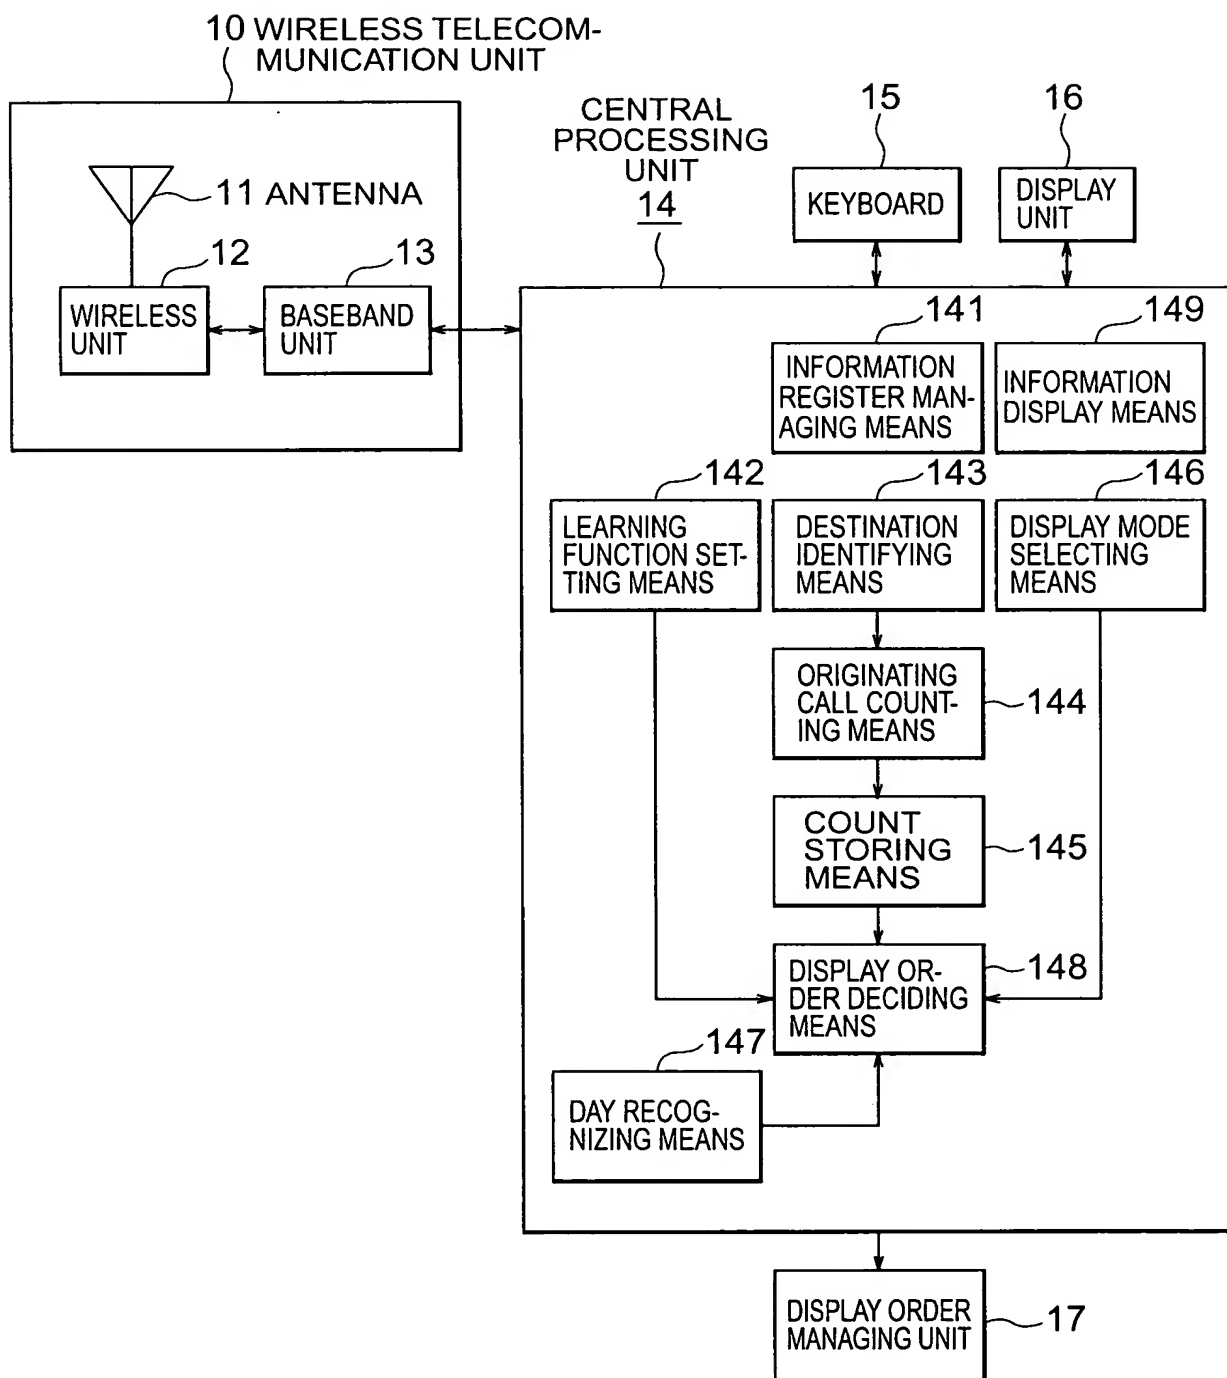 10 WIRELESS TELECOM-
MUNICATION UNIT
11 ANTENNA
12
13
WIRELESS
UNIT
BASEBAND
UNIT
CENTRAL
PROCESSING
UNIT
14
15
16
KEYBOARD
DISPLAY
UNIT
141
149
INFORMATION
REGISTER MAN-
AGING MEANS
INFORMATION
DISPLAY MEANS
142
143
146
LEARNING
FUNCTION SET-
TING MEANS
DESTINATION
IDENTIFYING
MEANS
DISPLAY MODE
SELECTING
MEANS
ORIGINATING
CALL COUNT-
ING MEANS
144
COUNT
STORING
MEANS
145
DISPLAY OR-
DER DECIDING
MEANS
148
147
DAY RECOG-
NIZING MEANS
DISPLAY ORDER
MANAGING UNIT
17